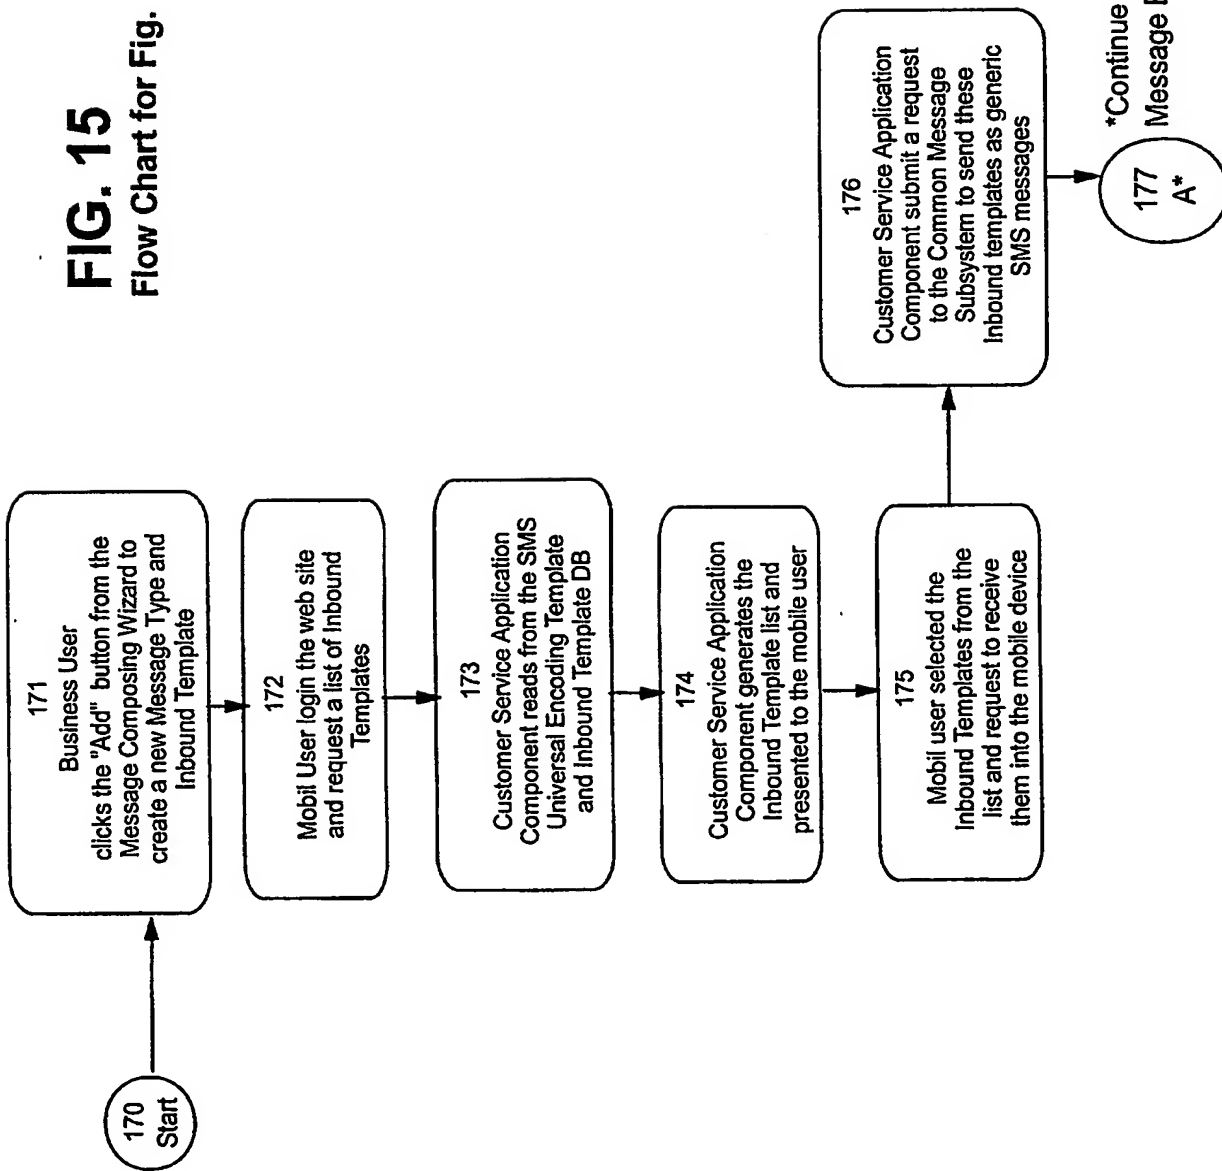 FIG. 15
Flow Chart for Fig.
170
Start
171
Business User
clicks the "Add" button from the
Message Composing Wizard to
create a new Message Type and
Inbound Template
172
Mobil User login the web site
and request a list of Inbound
Templates
173
Customer Service Application
Component reads from the SMS
Universal Encoding Template
and Inbound Template DB
174
Customer Service Application
Component generates the
Inbound Template list and
presented to the mobile user
175
Mobil user selected the
Inbound Templates from the
list and request to receive
them into the mobile device
176
Customer Service Application
Component submit a request
to the Common Message
Subsystem to send these
Inbound templates as generic
SMS messages
177
A*
*Continue
Message